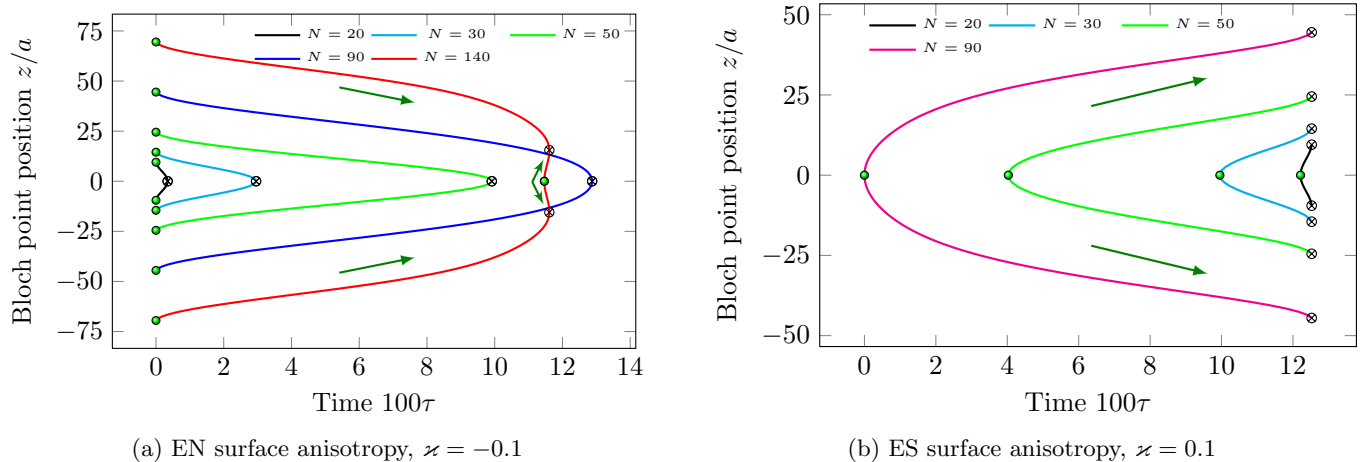 Bloch point position z/a
75
50
25
0
−25
−50
−75
N = 20
N = 30
N = 50
N = 90
N = 140
0
2
4
6
8
10
12
14
Time 100τ
(a) EN surface anisotropy, ϰ = −0.1
Bloch point position z/a
50
25
0
−25
−50
N = 20
N = 30
N = 50
N = 90
0
2
4
6
8
10
12
Time 100τ
(b) ES surface anisotropy, ϰ = 0.1